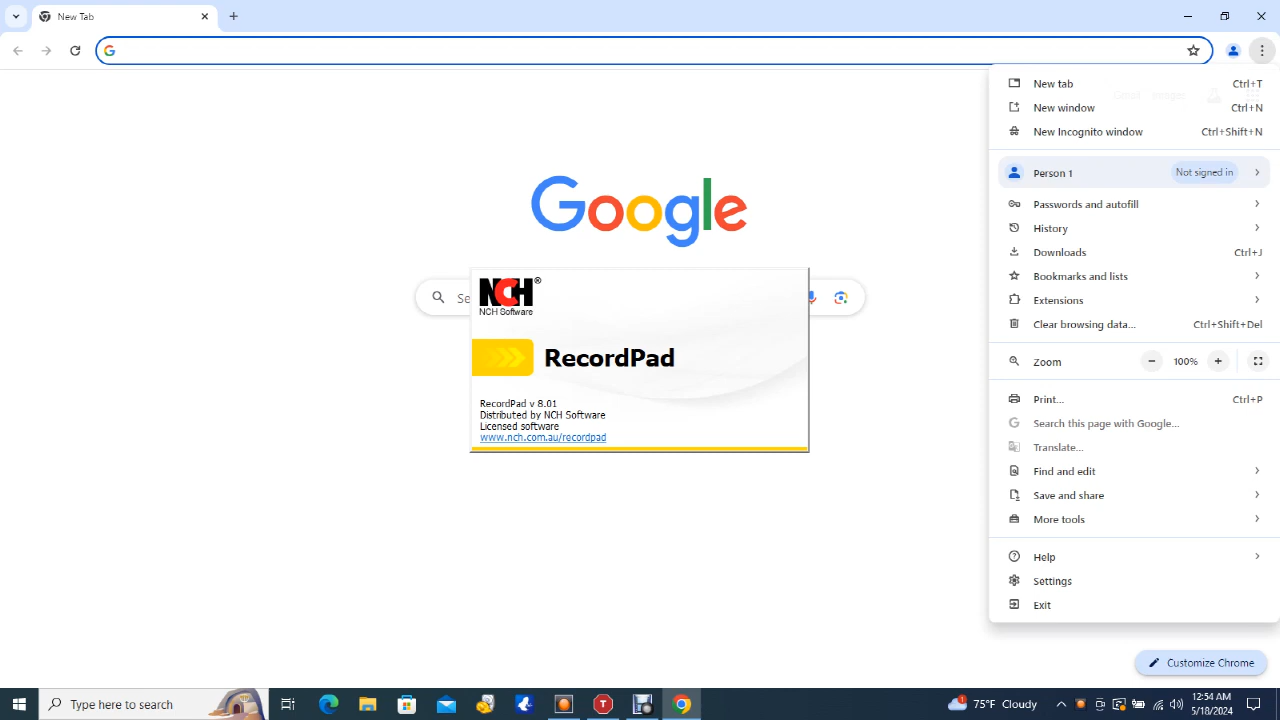 New Tab
New tab Ctrl+T
New window Ctrl+N
New Incognito window Ctrl+Shift+N
Person 1 Not signed in
Passwords and autofill
History
Downloads Ctrl+J
Bookmarks and lists
Extensions
Clear browsing data... Ctrl+Shift+Del
Zoom 100%
Print... Ctrl+P
Search this page with Google...
Translate...
Find and edit
Save and share
More tools
Help
Settings
Exit
Google
Se
NCH®
NCH Software
RecordPad
RecordPad v 8.01
Distributed by NCH Software
Licensed software
www.nch.com.au/recordpad
Customize Chrome
Type here to search
T
1
75°F Cloudy
12:54 AM
5/18/2024